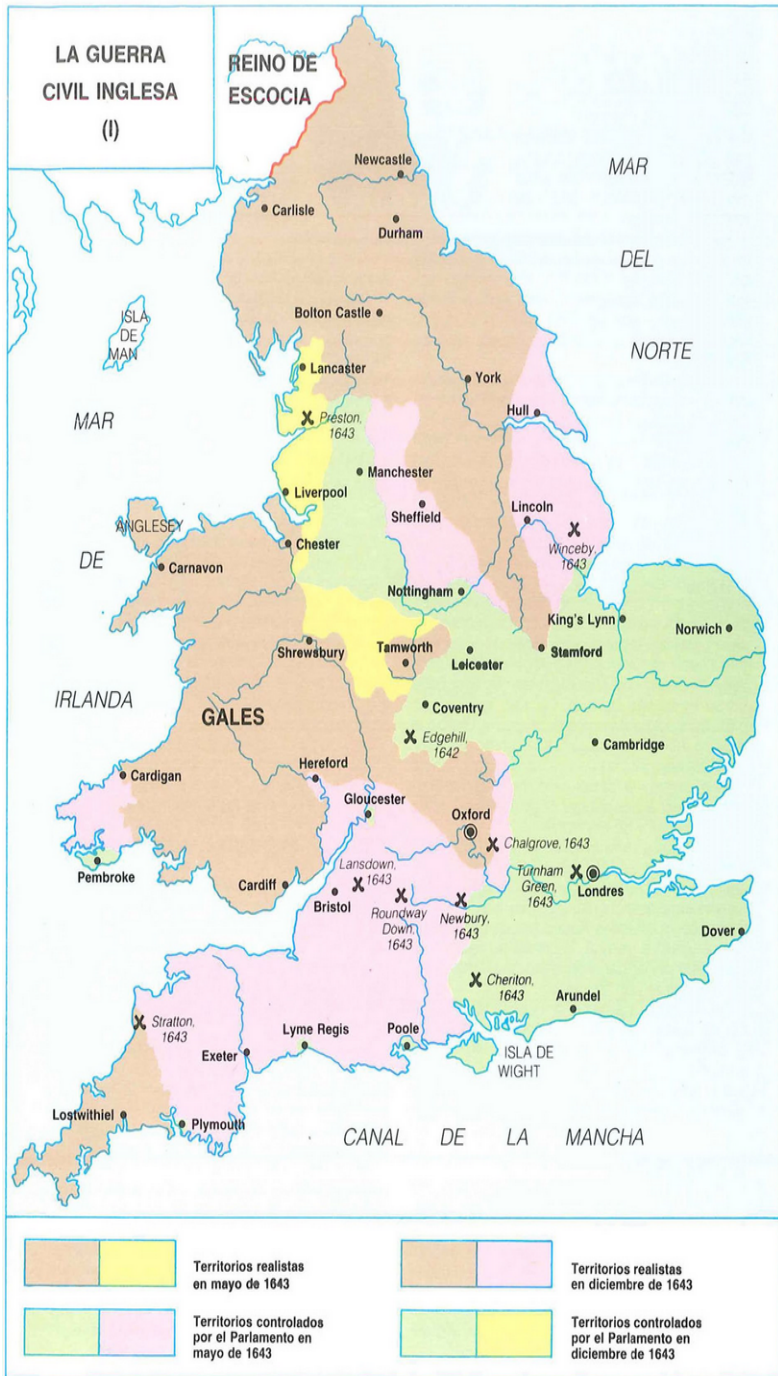 LA GUERRA
CIVIL INGLESA
(I)
REINO DE
ESCOCIA
Newcastle
MAR
Carlisle
Durham
DEL
ISLA
DE
MAN
Bolton Castle
NORTE
Lancaster
York
MAR
Preston,
1643
Hull
Manchester
Liverpool
Sheffield
Lincoln
ANGLESEY
Winceby,
1643
Chester
DE
Carnavon
Nottingham
King's Lynn
Norwich
Shrewsbury
Tamworth
Leicester
Stamford
IRLANDA
GALES
Coventry
Edgehill,
1642
Cambridge
Cardigan
Hereford
Gloucester
Oxford
Chalgrove, 1643
Pembroke
Lansdown,
1643
Turnham
Green,
1643
Londres
Cardiff
Bristol
Roundway
Down,
1643
Newbury,
1643
Dover
Cheriton,
1643
Arundel
Stratton,
1643
Exeter
Lyme Regis
Poole
ISLA DE
WIGHT
Lostwithiel
Plymouth
CANAL DE LA MANCHA
Territorios realistas
en mayo de 1643
Territorios realistas
en diciembre de 1643
Territorios controlados
por el Parlamento en
mayo de 1643
Territorios controlados
por el Parlamento en
diciembre de 1643